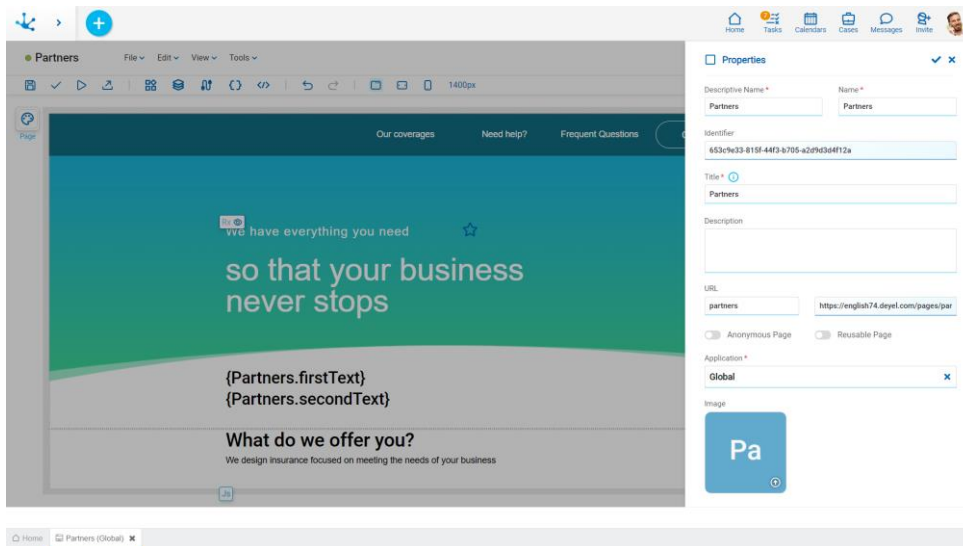 2
Home Tasks Calendars Cases Messages Invite
Partners File Edit View Tools
1400px
Page
Our coverages Need help? Frequent Questions
Rs
We have everything you need
so that your business
never stops
{Partners.firstText}
{Partners.secondText}
What do we offer you?
We design insurance focused on meeting the needs of your business
Js
Properties
Descriptive Name * Name *
Partners Partners
Identifier
653c9e33-815f-44f3-b705-a2d9d3d4f12a
Title *
Partners
Description
URL
partners https://english74.deyel.com/pages/par
Anonymous Page Reusable Page
Application *
Global
Image
Pa
Home Partners (Global)